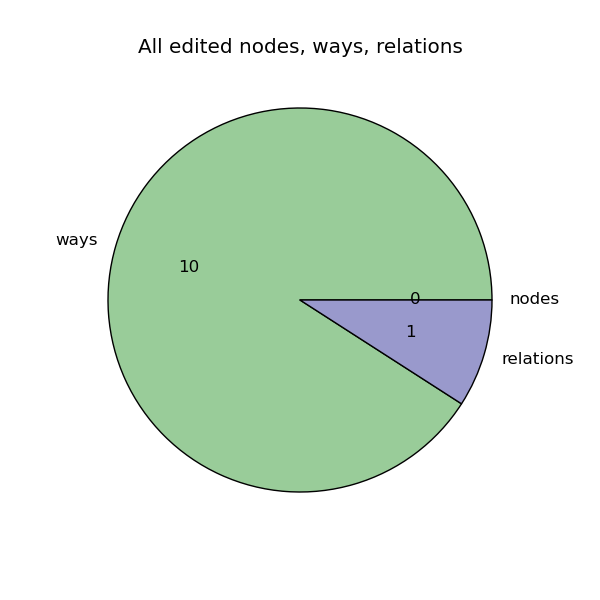 All edited nodes, ways, relations
ways
10
0
nodes
1
relations